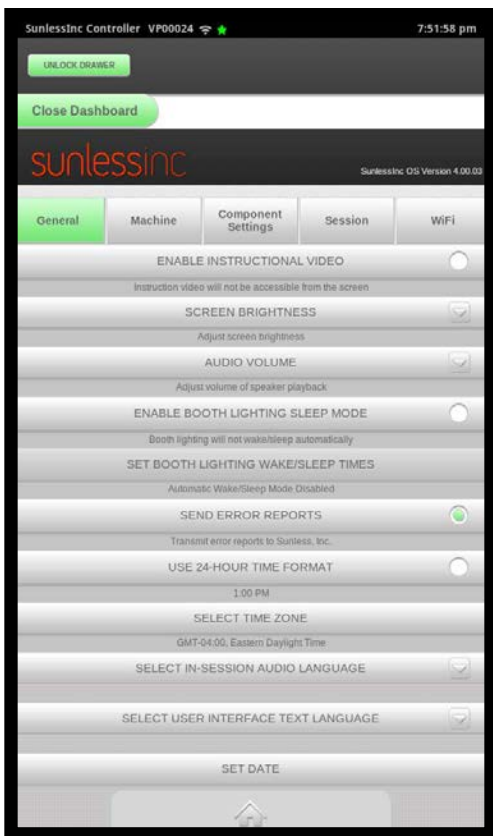 SunlessInc Controller VP00024 7:51:58 pm
UNLOCK DRAWER
Close Dashboard
sunlessinc
SunlessInc OS Version 4.00.03
General Machine Component Settings Session WiFi
ENABLE INSTRUCTIONAL VIDEO
Instruction video will not be accessible from the screen
SCREEN BRIGHTNESS
Adjust screen brightness
AUDIO VOLUME
Adjust volume of speaker playback
ENABLE BOOTH LIGHTING SLEEP MODE
Booth lighting will not wake/sleep automatically
SET BOOTH LIGHTING WAKE/SLEEP TIMES
Automatic Wake/Sleep Mode Disabled
SEND ERROR REPORTS
Transmit error reports to Sunless, Inc.
USE 24-HOUR TIME FORMAT
1:00 PM
SELECT TIME ZONE
GMT-04:00, Eastern Daylight Time
SELECT IN-SESSION AUDIO LANGUAGE
SELECT USER INTERFACE TEXT LANGUAGE
SET DATE